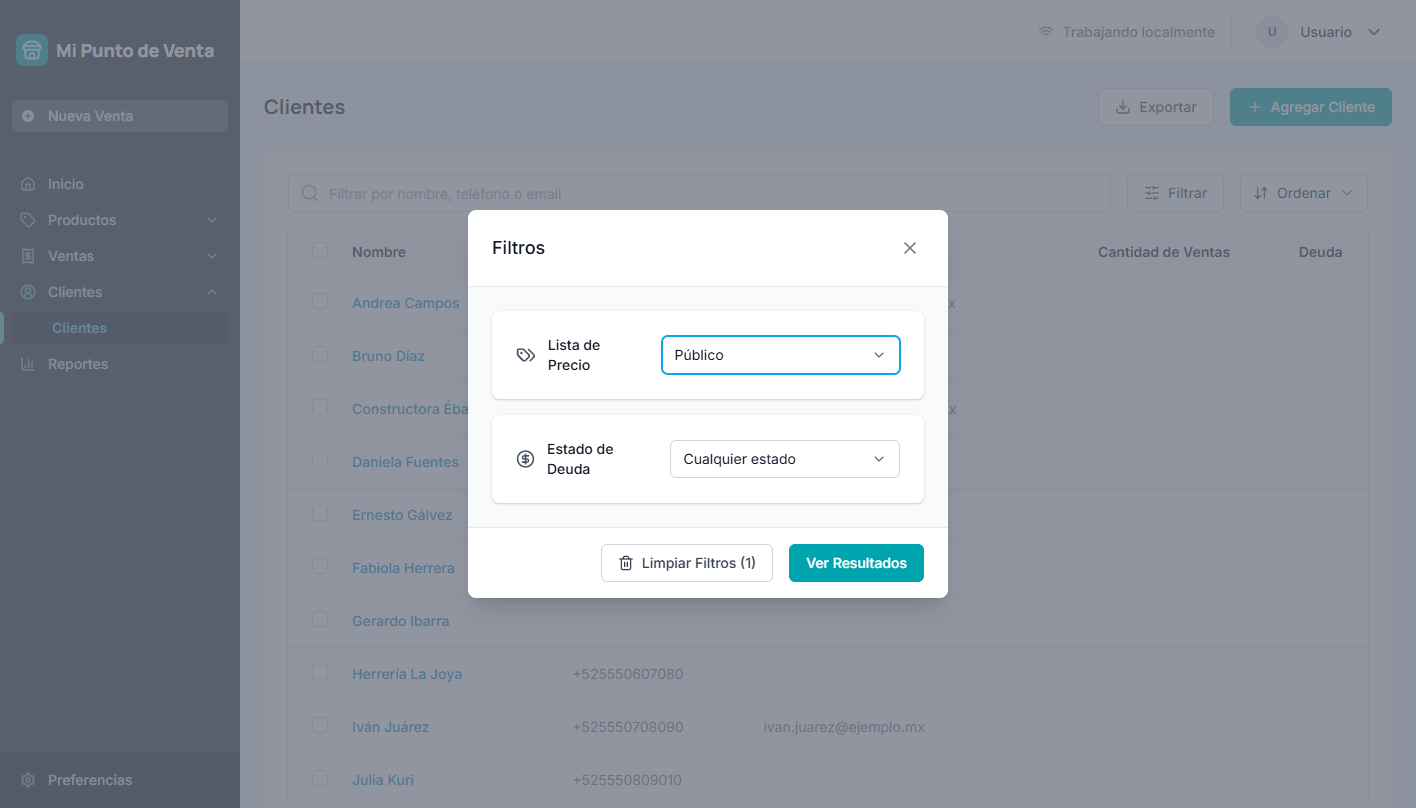 Mi Punto de Venta
Nueva Venta
Inicio
Productos
Ventas
Clientes
Clientes
Reportes
Preferencias
Trabajando localmente
U
Usuario
Clientes
Exportar
Agregar Cliente
Filtrar por nombre, teléfono o email
Filtrar
Ordenar
Nombre
Cantidad de Ventas
Deuda
Andrea Campos
x
Bruno Díaz
Constructora Éba
x
Daniela Fuentes
Ernesto Gálvez
Fabiola Herrera
Gerardo Ibarra
Herrería La Joya
+525550607080
Iván Juárez
+525550708090
ivan.juarez@ejemplo.mx
Julia Kuri
+525550809010
Filtros
Lista de
Precio
Público
Estado de
Deuda
Cualquier estado
Limpiar Filtros (1)
Ver Resultados